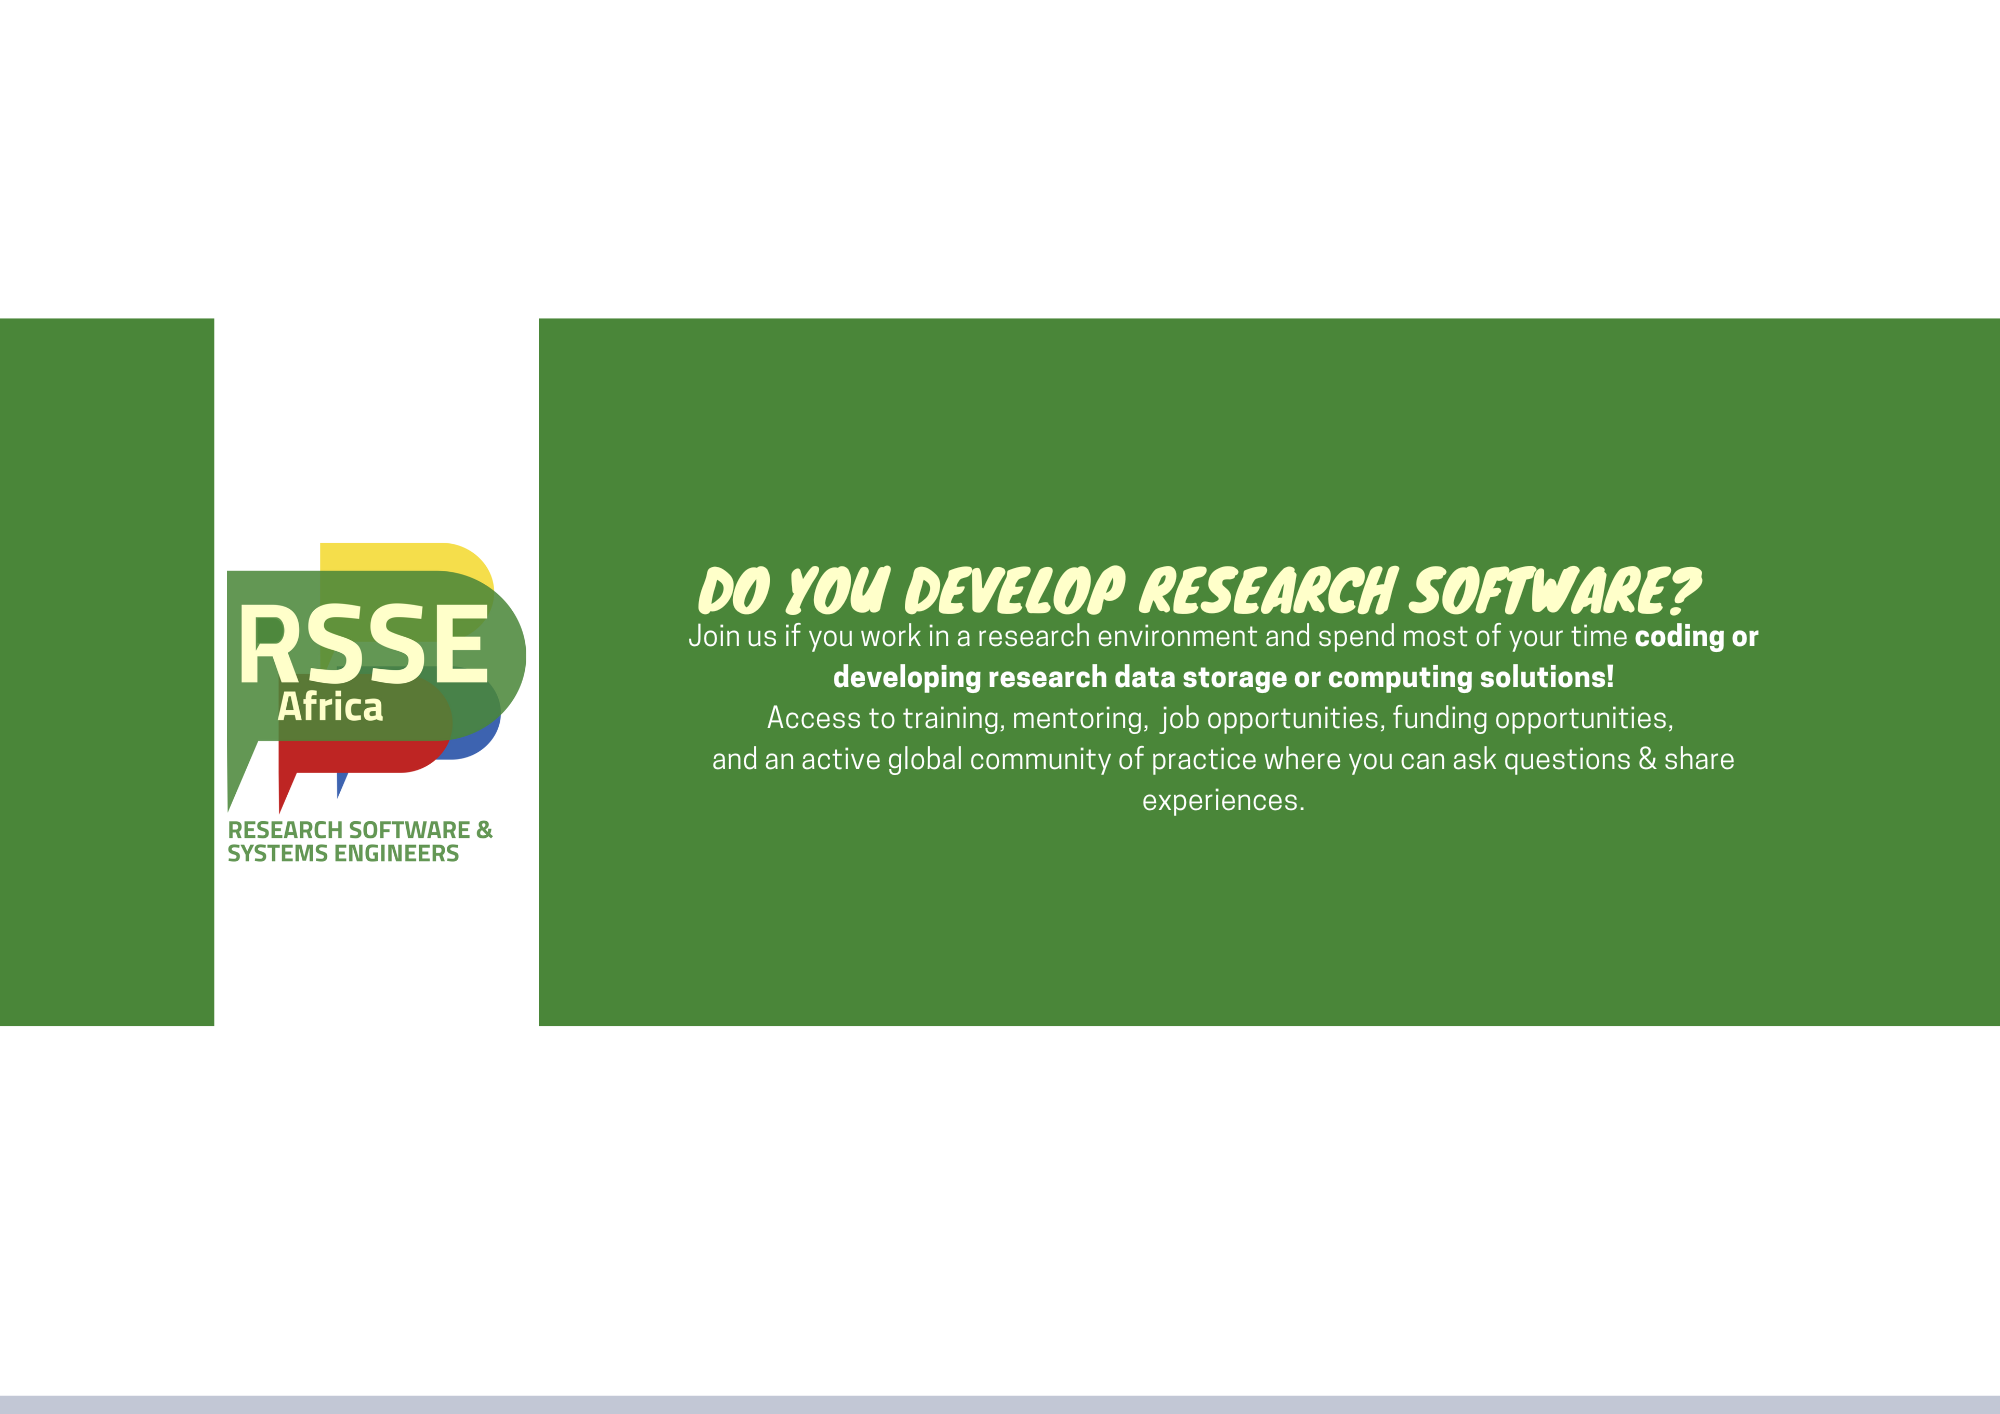 RSSE
Africa
RESEARCH SOFTWARE &
SYSTEMS ENGINEERS
DO YOU DEVELOP RESEARCH SOFTWARE?
Join us if you work in a research environment and spend most of your time coding or
developing research data storage or computing solutions!
Access to training, mentoring,  job opportunities, funding opportunities,
and an active global community of practice where you can ask questions & share
experiences.